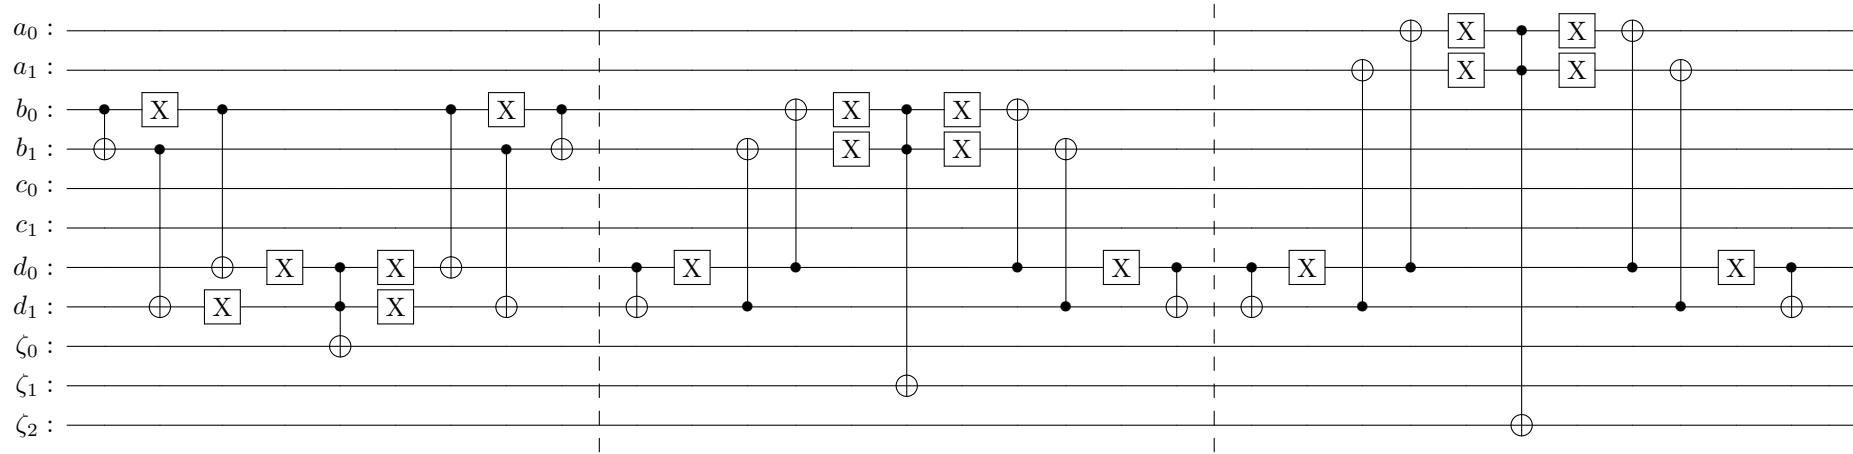 a₀ : X X
a₁ : X X
b₀ : X X X X
b₁ : X X
c₀ :
c₁ :
d₀ : X X X X X X
d₁ : X X
ζ₀ :
ζ₁ :
ζ₂ :